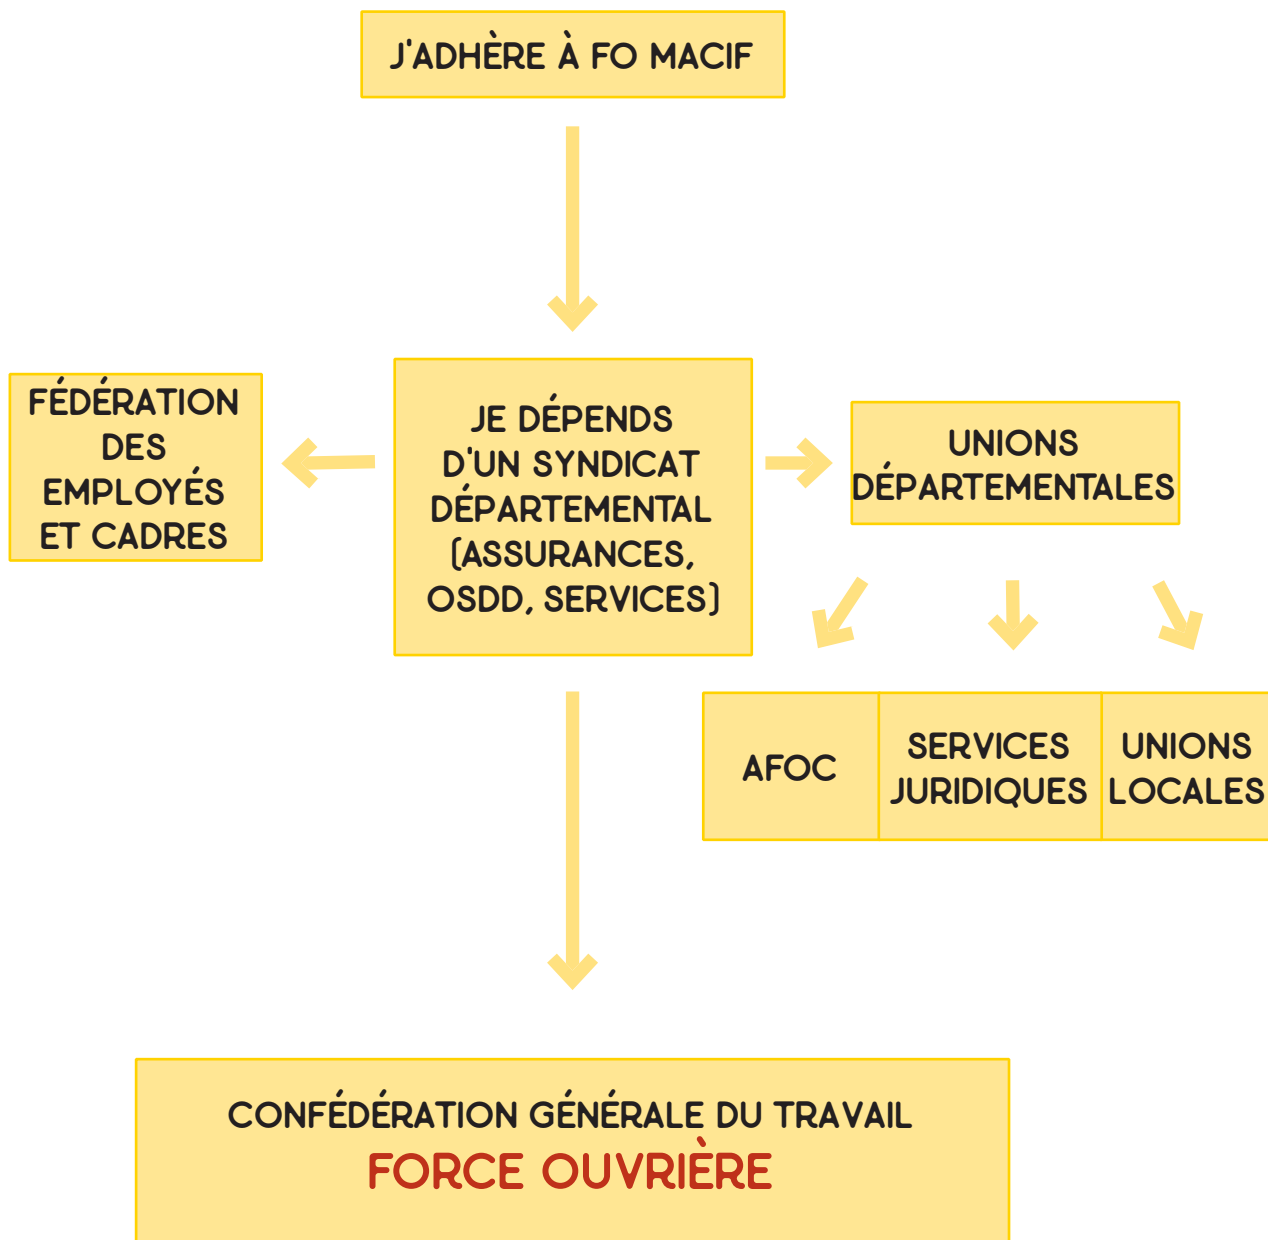 J'ADHÈRE À FO MACIF
FÉDÉRATION
DES
EMPLOYÉS
ET CADRES
JE DÉPENDS
D'UN SYNDICAT
DÉPARTEMENTAL
(ASSURANCES,
OSDD, SERVICES)
UNIONS
DÉPARTEMENTALES
AFOC
SERVICES
JURIDIQUES
UNIONS
LOCALES
CONFÉDÉRATION GÉNÉRALE DU TRAVAIL
FORCE OUVRIÈRE